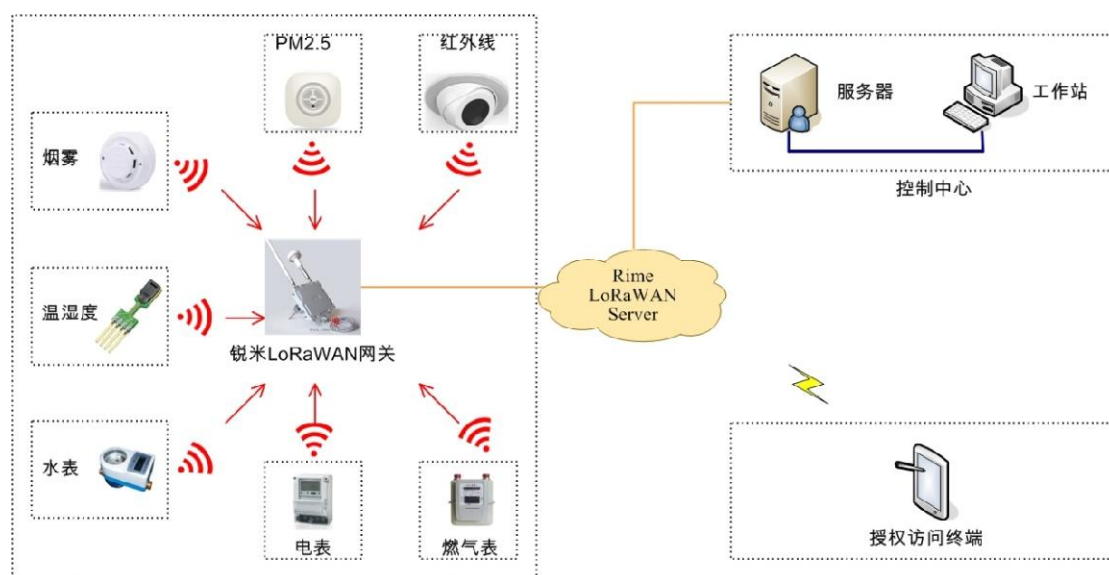 PM2.5
红外线
烟雾
服务器
工作站
控制中心
温湿度
锐米LoRaWAN网关
Rime
LoRaWAN
Server
水表
电表
燃气表
授权访问终端